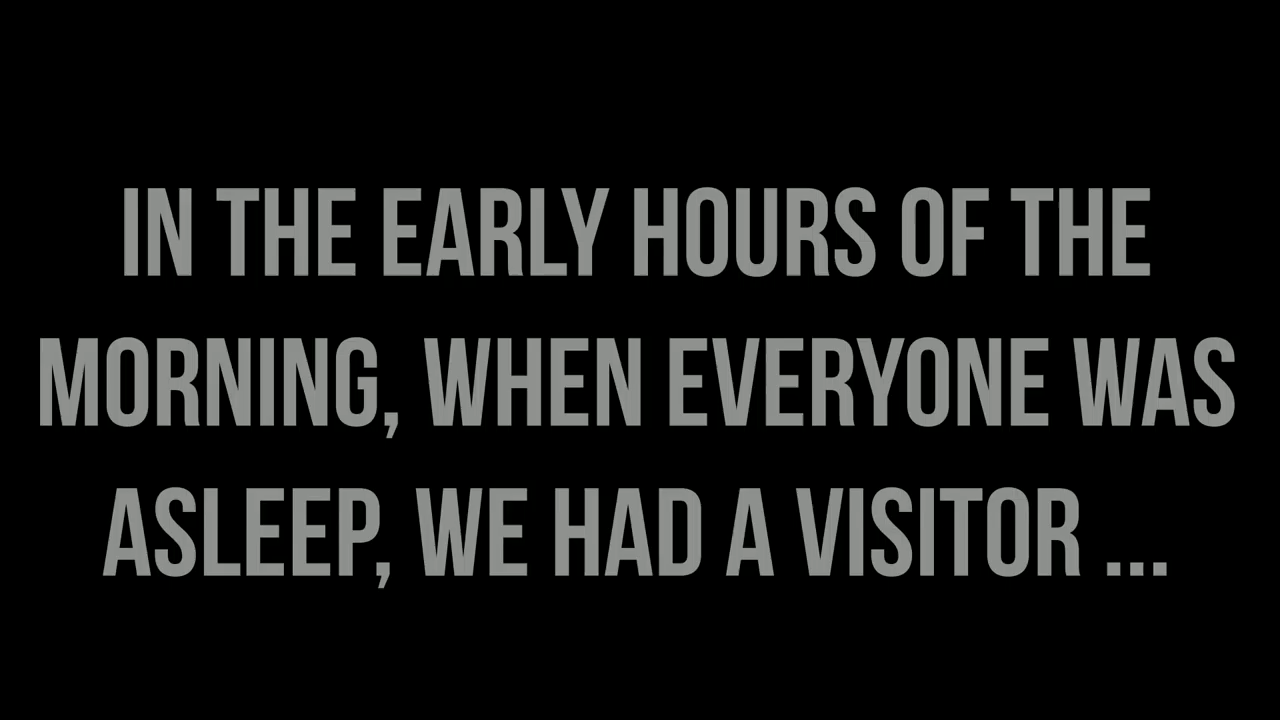 IN THE EARLY HOURS OF THE
MORNING, WHEN EVERYONE WAS
ASLEEP, WE HAD A VISITOR ...